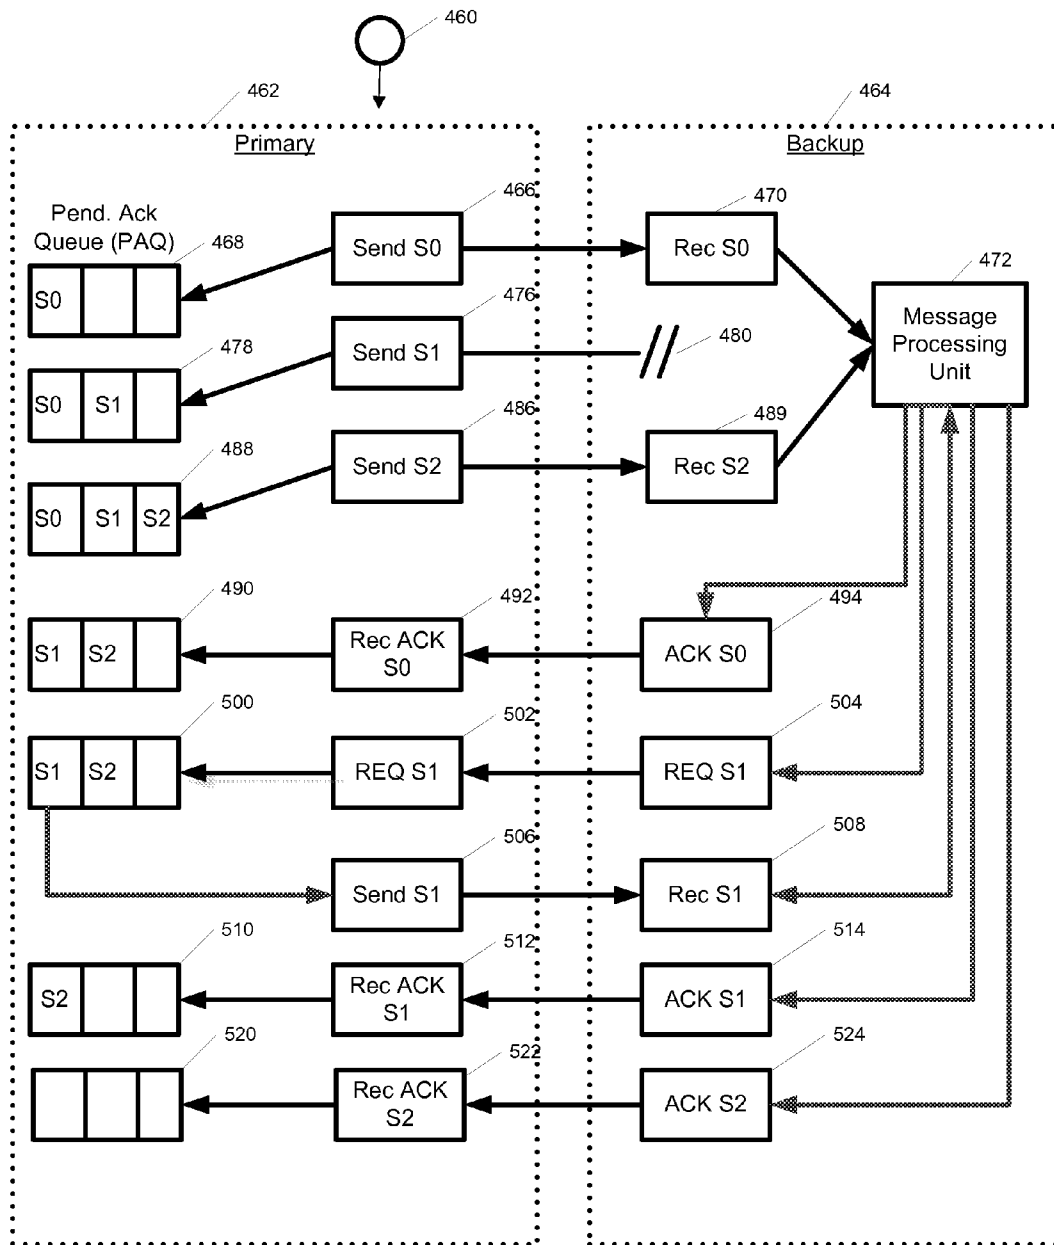 460
462
464
Primary
Backup
466
470
Pend. Ack
Queue (PAQ)
468
Send S0
Rec S0
472
S0
476
Message
Processing
Unit
478
Send S1
480
S0 S1
486
489
488
Send S2
Rec S2
S0 S1 S2
490
492
494
S1 S2
Rec ACK
S0
ACK S0
500
502
504
S1 S2
REQ S1
REQ S1
506
508
Send S1
Rec S1
510
512
514
S2
Rec ACK
S1
ACK S1
520
522
524
Rec ACK
S2
ACK S2